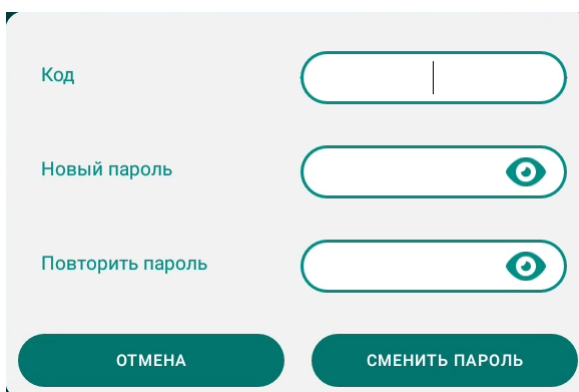 Код
Новый пароль
Повторить пароль
ОТМЕНА СМЕНИТЬ ПАРОЛЬ